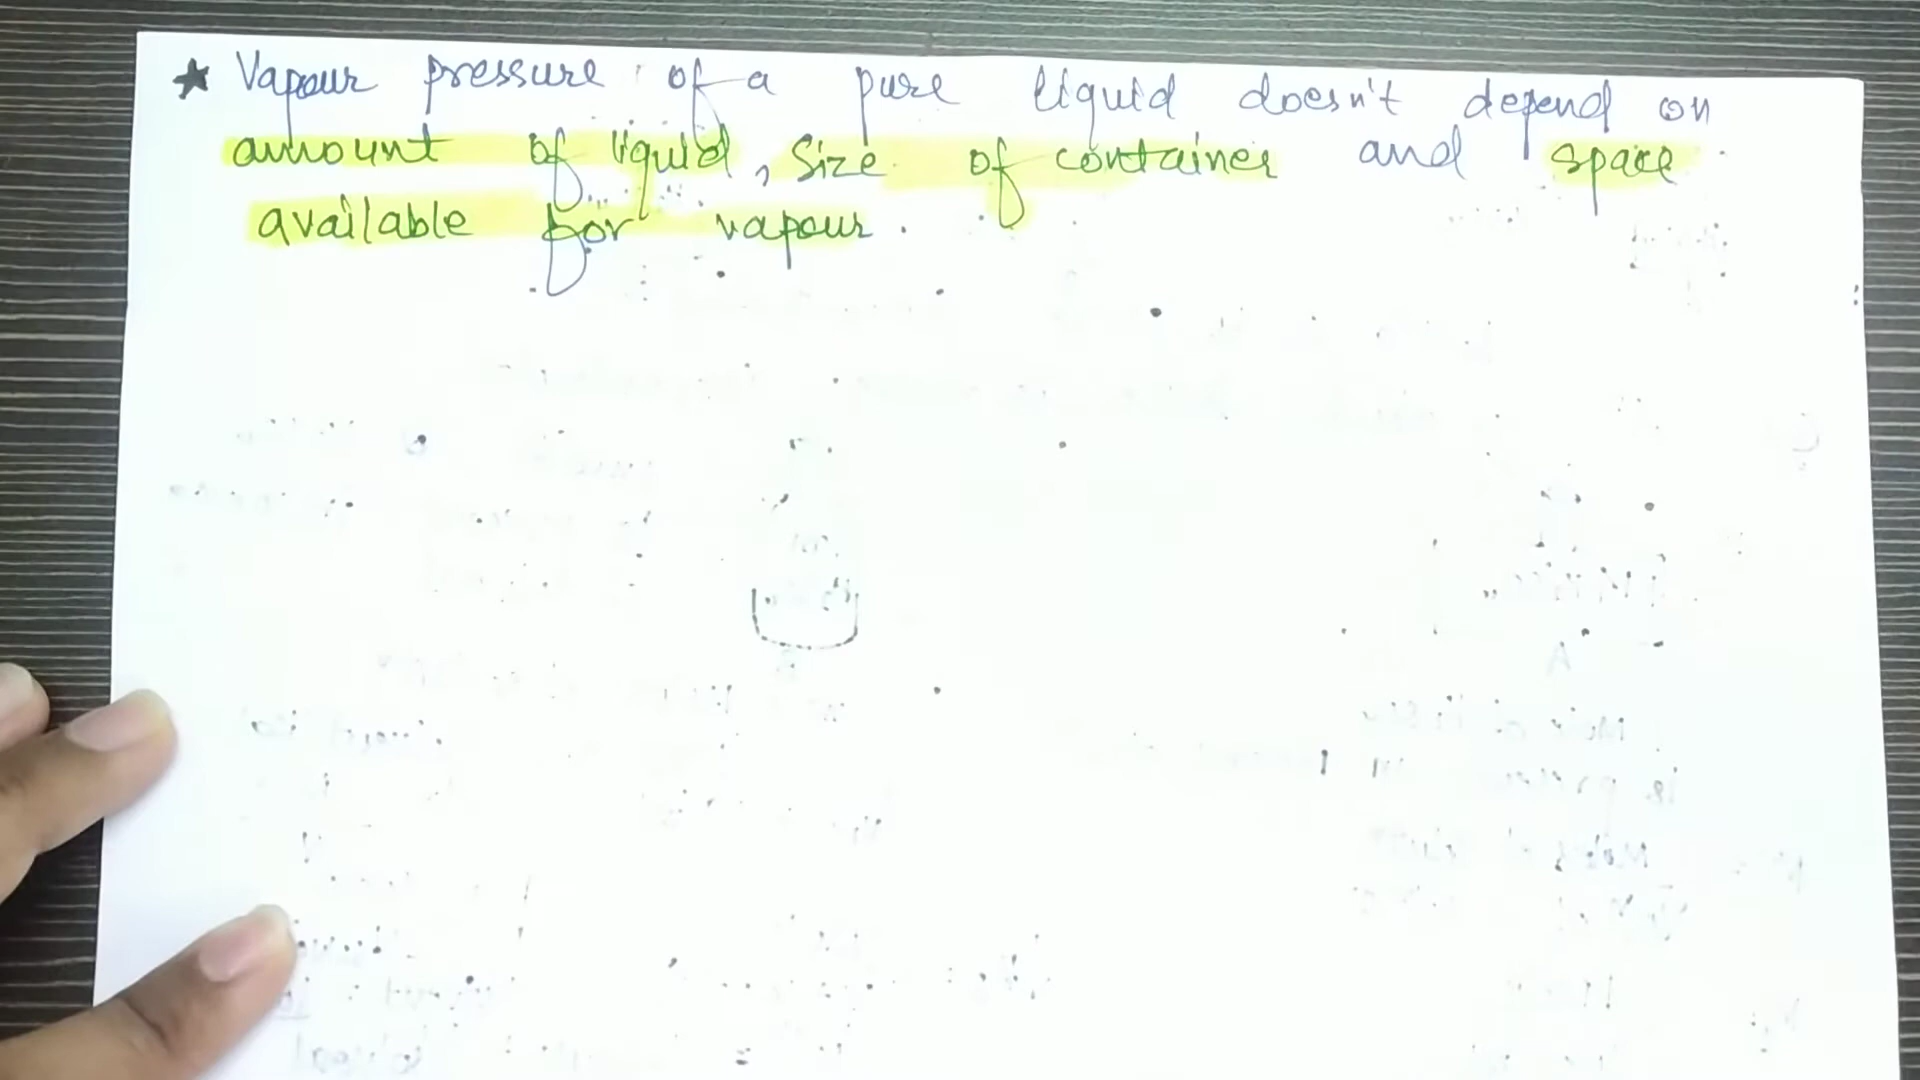 ★ Vapour pressure of a pure liquid doesn't depend on
amount of liquid, Size of container and space
available for vapour.